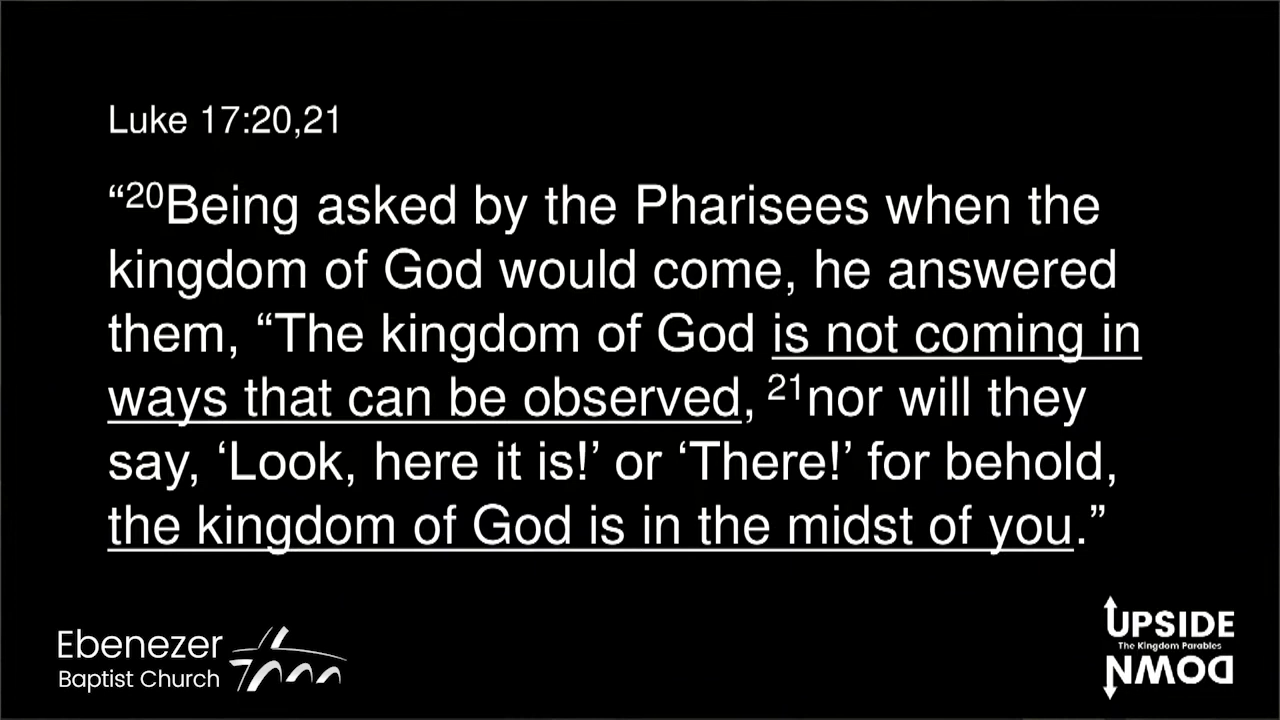 Luke 17:20,21
“20Being asked by the Pharisees when the
kingdom of God would come, he answered
them, “The kingdom of God is not coming in
ways that can be observed, 21nor will they
say, ‘Look, here it is!’ or ‘There!’ for behold,
the kingdom of God is in the midst of you.”
Ebenezer
Baptist Church
UPSIDE
The Kingdom Parables
DOWN